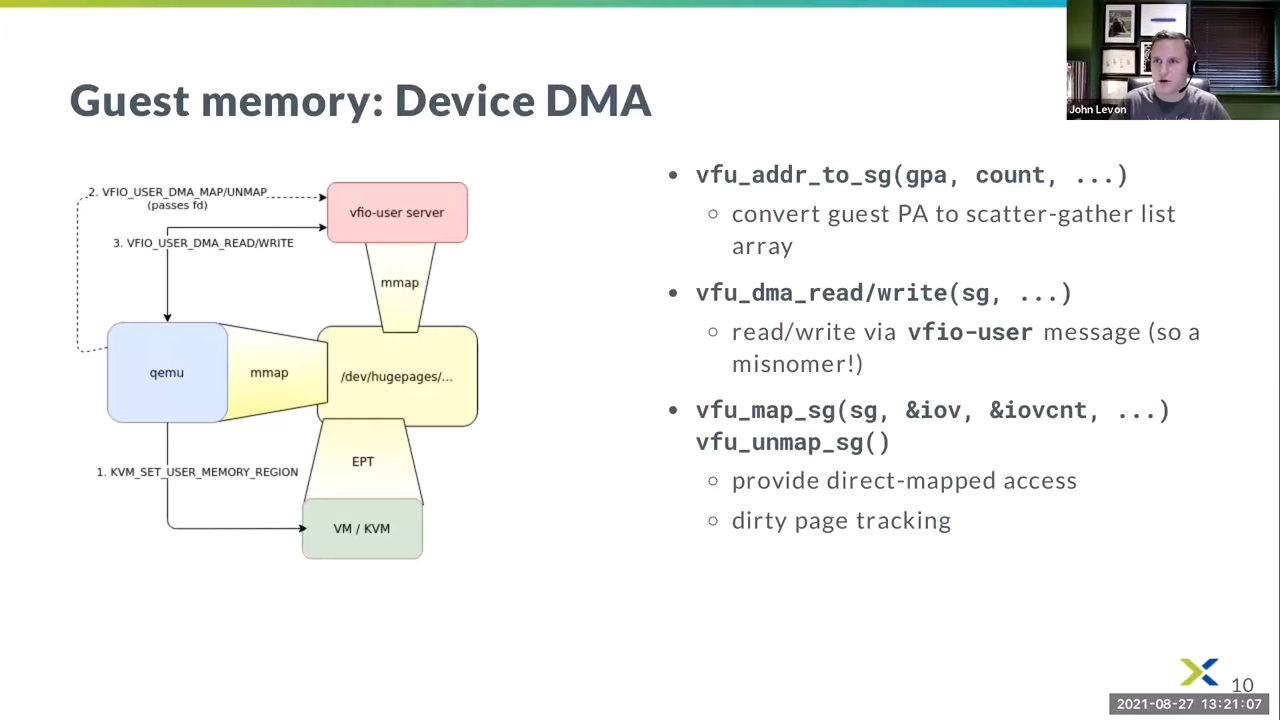 John Levon
Guest memory: Device DMA
2. VFIO_USER_DMA_MAP/UNMAP
(passes fd)
3. VFIO_USER_DMA_READ/WRITE
vfio-user server
mmap
qemu
mmap
/dev/hugepages/...
EPT
1. KVM_SET_USER_MEMORY_REGION
VM / KVM
• vfu_addr_to_sg(gpa, count, ...)
○ convert guest PA to scatter-gather list
array
• vfu_dma_read/write(sg, ...)
○ read/write via vfio-user message (so a
misnomer!)
• vfu_map_sg(sg, &iov, &iovcnt, ...)
vfu_unmap_sg()
○ provide direct-mapped access
○ dirty page tracking
10
2021-08-27 13:21:07